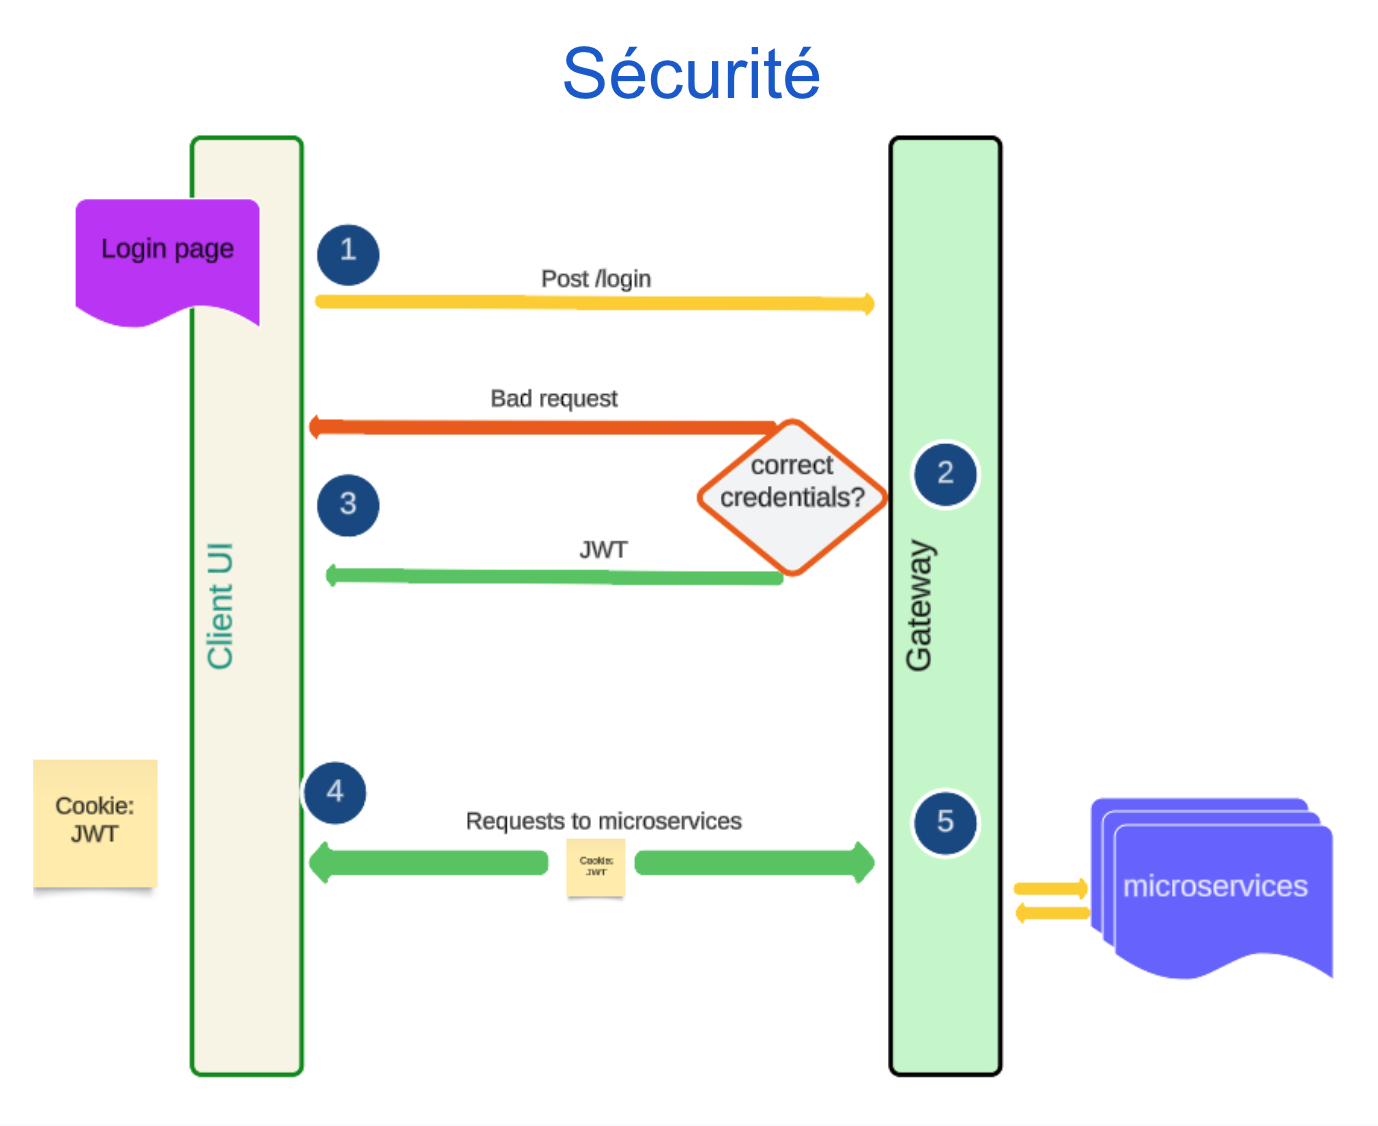 Sécurité
Login page
1
Post /login
Bad request
correct
credentials?
2
3
JWT
Client UI
Gateway
4
Cookie:
JWT
Requests to microservices
Cookie:
JWT
5
microservices